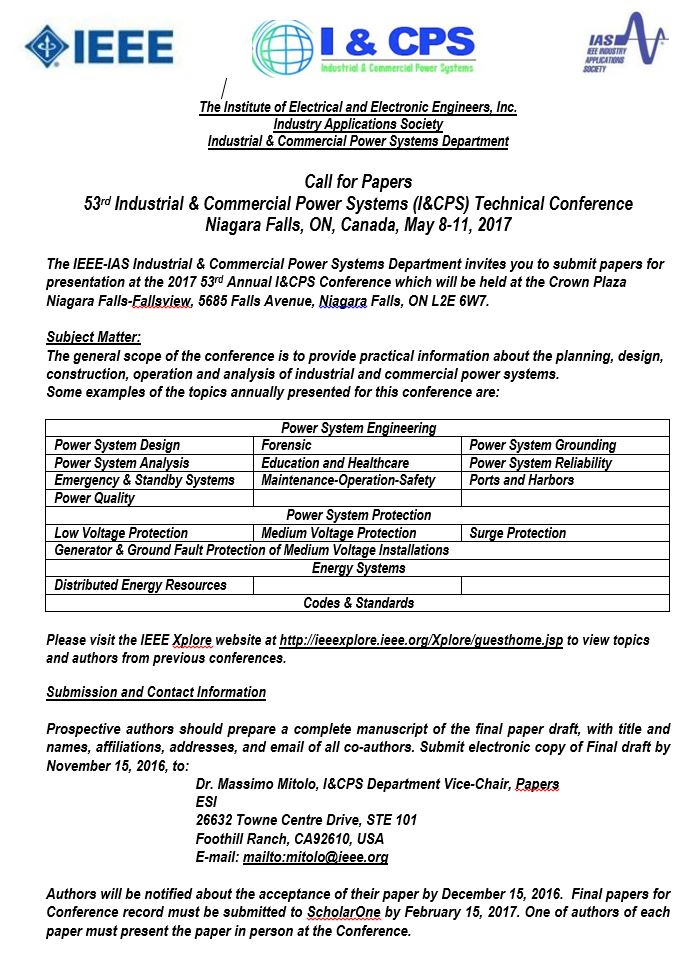 IEEE
I & CPS
Industrial & Commercial Power Systems
IAS
IEEE INDUSTRY
APPLICATIONS
SOCIETY
The Institute of Electrical and Electronic Engineers, Inc.
Industry Applications Society
Industrial & Commercial Power Systems Department
Call for Papers
53rd Industrial & Commercial Power Systems (I&CPS) Technical Conference
Niagara Falls, ON, Canada, May 8-11, 2017
The IEEE-IAS Industrial & Commercial Power Systems Department invites you to submit papers for
presentation at the 2017 53rd Annual I&CPS Conference which will be held at the Crown Plaza
Niagara Falls-Fallsview, 5685 Falls Avenue, Niagara Falls, ON L2E 6W7.
Subject Matter:
The general scope of the conference is to provide practical information about the planning, design,
construction, operation and analysis of industrial and commercial power systems.
Some examples of the topics annually presented for this conference are:
Power System Engineering
Power System Design Forensic Power System Grounding
Power System Analysis Education and Healthcare Power System Reliability
Emergency & Standby Systems Maintenance-Operation-Safety Ports and Harbors
Power Quality
Power System Protection
Low Voltage Protection Medium Voltage Protection Surge Protection
Generator & Ground Fault Protection of Medium Voltage Installations
Energy Systems
Distributed Energy Resources
Codes & Standards
Please visit the IEEE Xplore website at http://ieeexplore.ieee.org/Xplore/guesthome.jsp to view topics
and authors from previous conferences.
Submission and Contact Information
Prospective authors should prepare a complete manuscript of the final paper draft, with title and
names, affiliations, addresses, and email of all co-authors. Submit electronic copy of Final draft by
November 15, 2016, to:
Dr. Massimo Mitolo, I&CPS Department Vice-Chair, Papers
ESI
26632 Towne Centre Drive, STE 101
Foothill Ranch, CA92610, USA
E-mail: mailto:mitolo@ieee.org
Authors will be notified about the acceptance of their paper by December 15, 2016. Final papers for
Conference record must be submitted to ScholarOne by February 15, 2017. One of authors of each
paper must present the paper in person at the Conference.